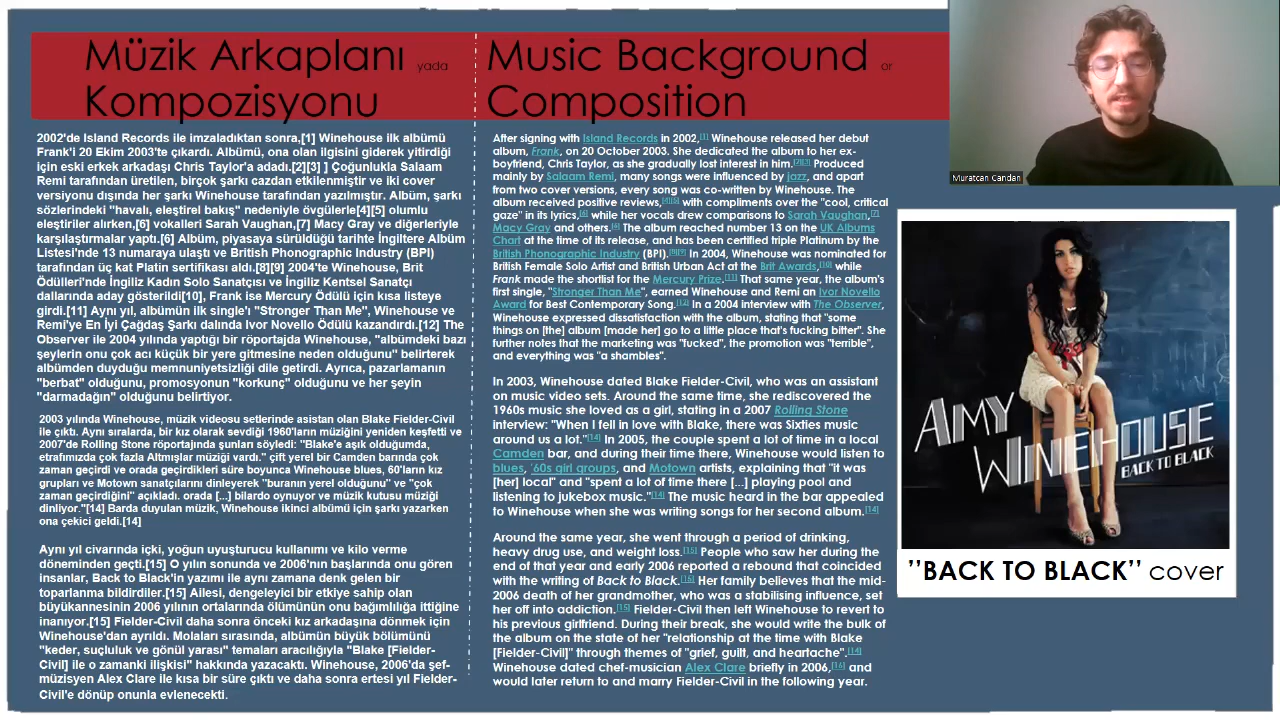 Müzik Arkaplanı yada
Kompozisyonu
2002'de Island Records ile imzaladıktan sonra,[1] Winehouse ilk albümü
Frank'i 20 Ekim 2003'te çıkardı. Albümü, ona olan ilgisini giderek yitirdiği
için eski erkek arkadaşı Chris Taylor'a adadı.[2][3] ] Çoğunlukla Salaam
Remi tarafından üretilen, birçok şarkı cazdan etkilenmiştir ve iki cover
versiyonu dışında her şarkı Winehouse tarafından yazılmıştır. Albüm, şarkı
sözlerindeki "havalı, eleştirel bakış" nedeniyle övgülerle[4][5] olumlu
eleştiriler alırken,[6] vokalleri Sarah Vaughan,[7] Macy Gray ve diğerleriyle
karşılaştırmalar yaptı.[6] Albüm, piyasaya sürüldüğü tarihte İngiltere Albüm
Listesi'nde 13 numaraya ulaştı ve British Phonographic Industry (BPI)
tarafından üç kat Platin sertifikası aldı.[8][9] 2004'te Winehouse, Brit
Ödülleri'nde İngiliz Kadın Solo Sanatçısı ve İngiliz Kentsel Sanatçı
dallarında aday gösterildi[10], Frank ise Mercury Ödülü için kısa listeye
girdi.[11] Aynı yıl, albümün ilk single'ı "Stronger Than Me", Winehouse ve
Remi'ye En İyi Çağdaş Şarkı dalında Ivor Novello Ödülü kazandırdı.[12] The
Observer ile 2004 yılında yaptığı bir röportajda Winehouse, "albümdeki bazı
şeylerin onu çok acı küçük bir yere gitmesine neden olduğunu" belirterek
albümden duyduğu memnuniyetsizliği dile getirdi. Ayrıca, pazarlamanın
"berbat" olduğunu, promosyonun "korkunç" olduğunu ve her şeyin
"darmadağın" olduğunu belirtiyor.
2003 yılında Winehouse, müzik videosu setlerinde asistan olan Blake Fielder-Civil
ile çıktı. Aynı sıralarda, bir kız olarak sevdiği 1960'ların müziğini yeniden keşfetti ve
2007'de Rolling Stone röportajında şunları söyledi: "Blake'e aşık olduğumda,
etrafımızda çok fazla Altmışlar müziği vardı." çift yerel bir Camden barında çok
zaman geçirdi ve orada geçirdikleri süre boyunca Winehouse blues, 60'ların kız
grupları ve Motown sanatçılarını dinleyerek "buranın yerel olduğunu" ve "çok
zaman geçirdiğini" açıkladı. orada [...] bilardo oynuyor ve müzik kutusu müziği
dinliyor."[14] Barda duyulan müzik, Winehouse ikinci albümü için şarkı yazarken
ona çekici geldi.[14]
Aynı yıl civarında içki, yoğun uyuşturucu kullanımı ve kilo verme
döneminden geçti.[15] O yılın sonunda ve 2006'nın başlarında onu gören
insanlar, Back to Black'in yazımı ile aynı zamana denk gelen bir
toparlanma bildirdiler.[15] Ailesi, dengeleyici bir etkiye sahip olan
büyükannesinin 2006 yılının ortalarında ölümünün onu bağımlılığa ittiğine
inanıyor.[15] Fielder-Civil daha sonra önceki kız arkadaşına dönmek için
Winehouse'dan ayrıldı. Molaları sırasında, albümün büyük bölümünü
"keder, suçluluk ve gönül yarası" temaları aracılığıyla "Blake [Fielder-
Civil] ile o zamanki ilişkisi" hakkında yazacaktı. Winehouse, 2006'da şef-
müzisyen Alex Clare ile kısa bir süre çıktı ve daha sonra ertesi yıl Fielder-
Civil'e dönüp onunla evlenecekti.
Music Background or
Composition
After signing with Island Records in 2002,[1] Winehouse released her debut
album, Frank, on 20 October 2003. She dedicated the album to her ex-
boyfriend, Chris Taylor, as she gradually lost interest in him.[2][3] Produced
mainly by Salaam Remi, many songs were influenced by jazz, and apart
from two cover versions, every song was co-written by Winehouse. The
album received positive reviews,[4][5] with compliments over the "cool, critical
gaze" in its lyrics,[6] while her vocals drew comparisons to Sarah Vaughan,[7]
Macy Gray and others.[6] The album reached number 13 on the UK Albums
Chart at the time of its release, and has been certified triple Platinum by the
British Phonographic Industry (BPI).[8][9] In 2004, Winehouse was nominated for
British Female Solo Artist and British Urban Act at the Brit Awards,[10] while
Frank made the shortlist for the Mercury Prize.[11] That same year, the album's
first single, "Stronger Than Me", earned Winehouse and Remi an Ivor Novello
Award for Best Contemporary Song.[12] In a 2004 interview with The Observer,
Winehouse expressed dissatisfaction with the album, stating that "some
things on [the] album [made her] go to a little place that's fucking bitter". She
further notes that the marketing was "fucked", the promotion was "terrible",
and everything was "a shambles".
In 2003, Winehouse dated Blake Fielder-Civil, who was an assistant
on music video sets. Around the same time, she rediscovered the
1960s music she loved as a girl, stating in a 2007 Rolling Stone
interview: "When I fell in love with Blake, there was Sixties music
around us a lot."[14] In 2005, the couple spent a lot of time in a local
Camden bar, and during their time there, Winehouse would listen to
blues, '60s girl groups, and Motown artists, explaining that "it was
[her] local" and "spent a lot of time there [...] playing pool and
listening to jukebox music."[14] The music heard in the bar appealed
to Winehouse when she was writing songs for her second album.[14]
Around the same year, she went through a period of drinking,
heavy drug use, and weight loss.[15] People who saw her during the
end of that year and early 2006 reported a rebound that coincided
with the writing of Back to Black.[16] Her family believes that the mid-
2006 death of her grandmother, who was a stabilising influence, set
her off into addiction.[15] Fielder-Civil then left Winehouse to revert to
his previous girlfriend. During their break, she would write the bulk of
the album on the state of her "relationship at the time with Blake
[Fielder-Civil]" through themes of "grief, guilt, and heartache".[14]
Winehouse dated chef-musician Alex Clare briefly in 2006,[16] and
would later return to and marry Fielder-Civil in the following year.
Muratcan Candan
AMY
WINEHOUSE
BACK TO BLACK
’’BACK TO BLACK’’ cover